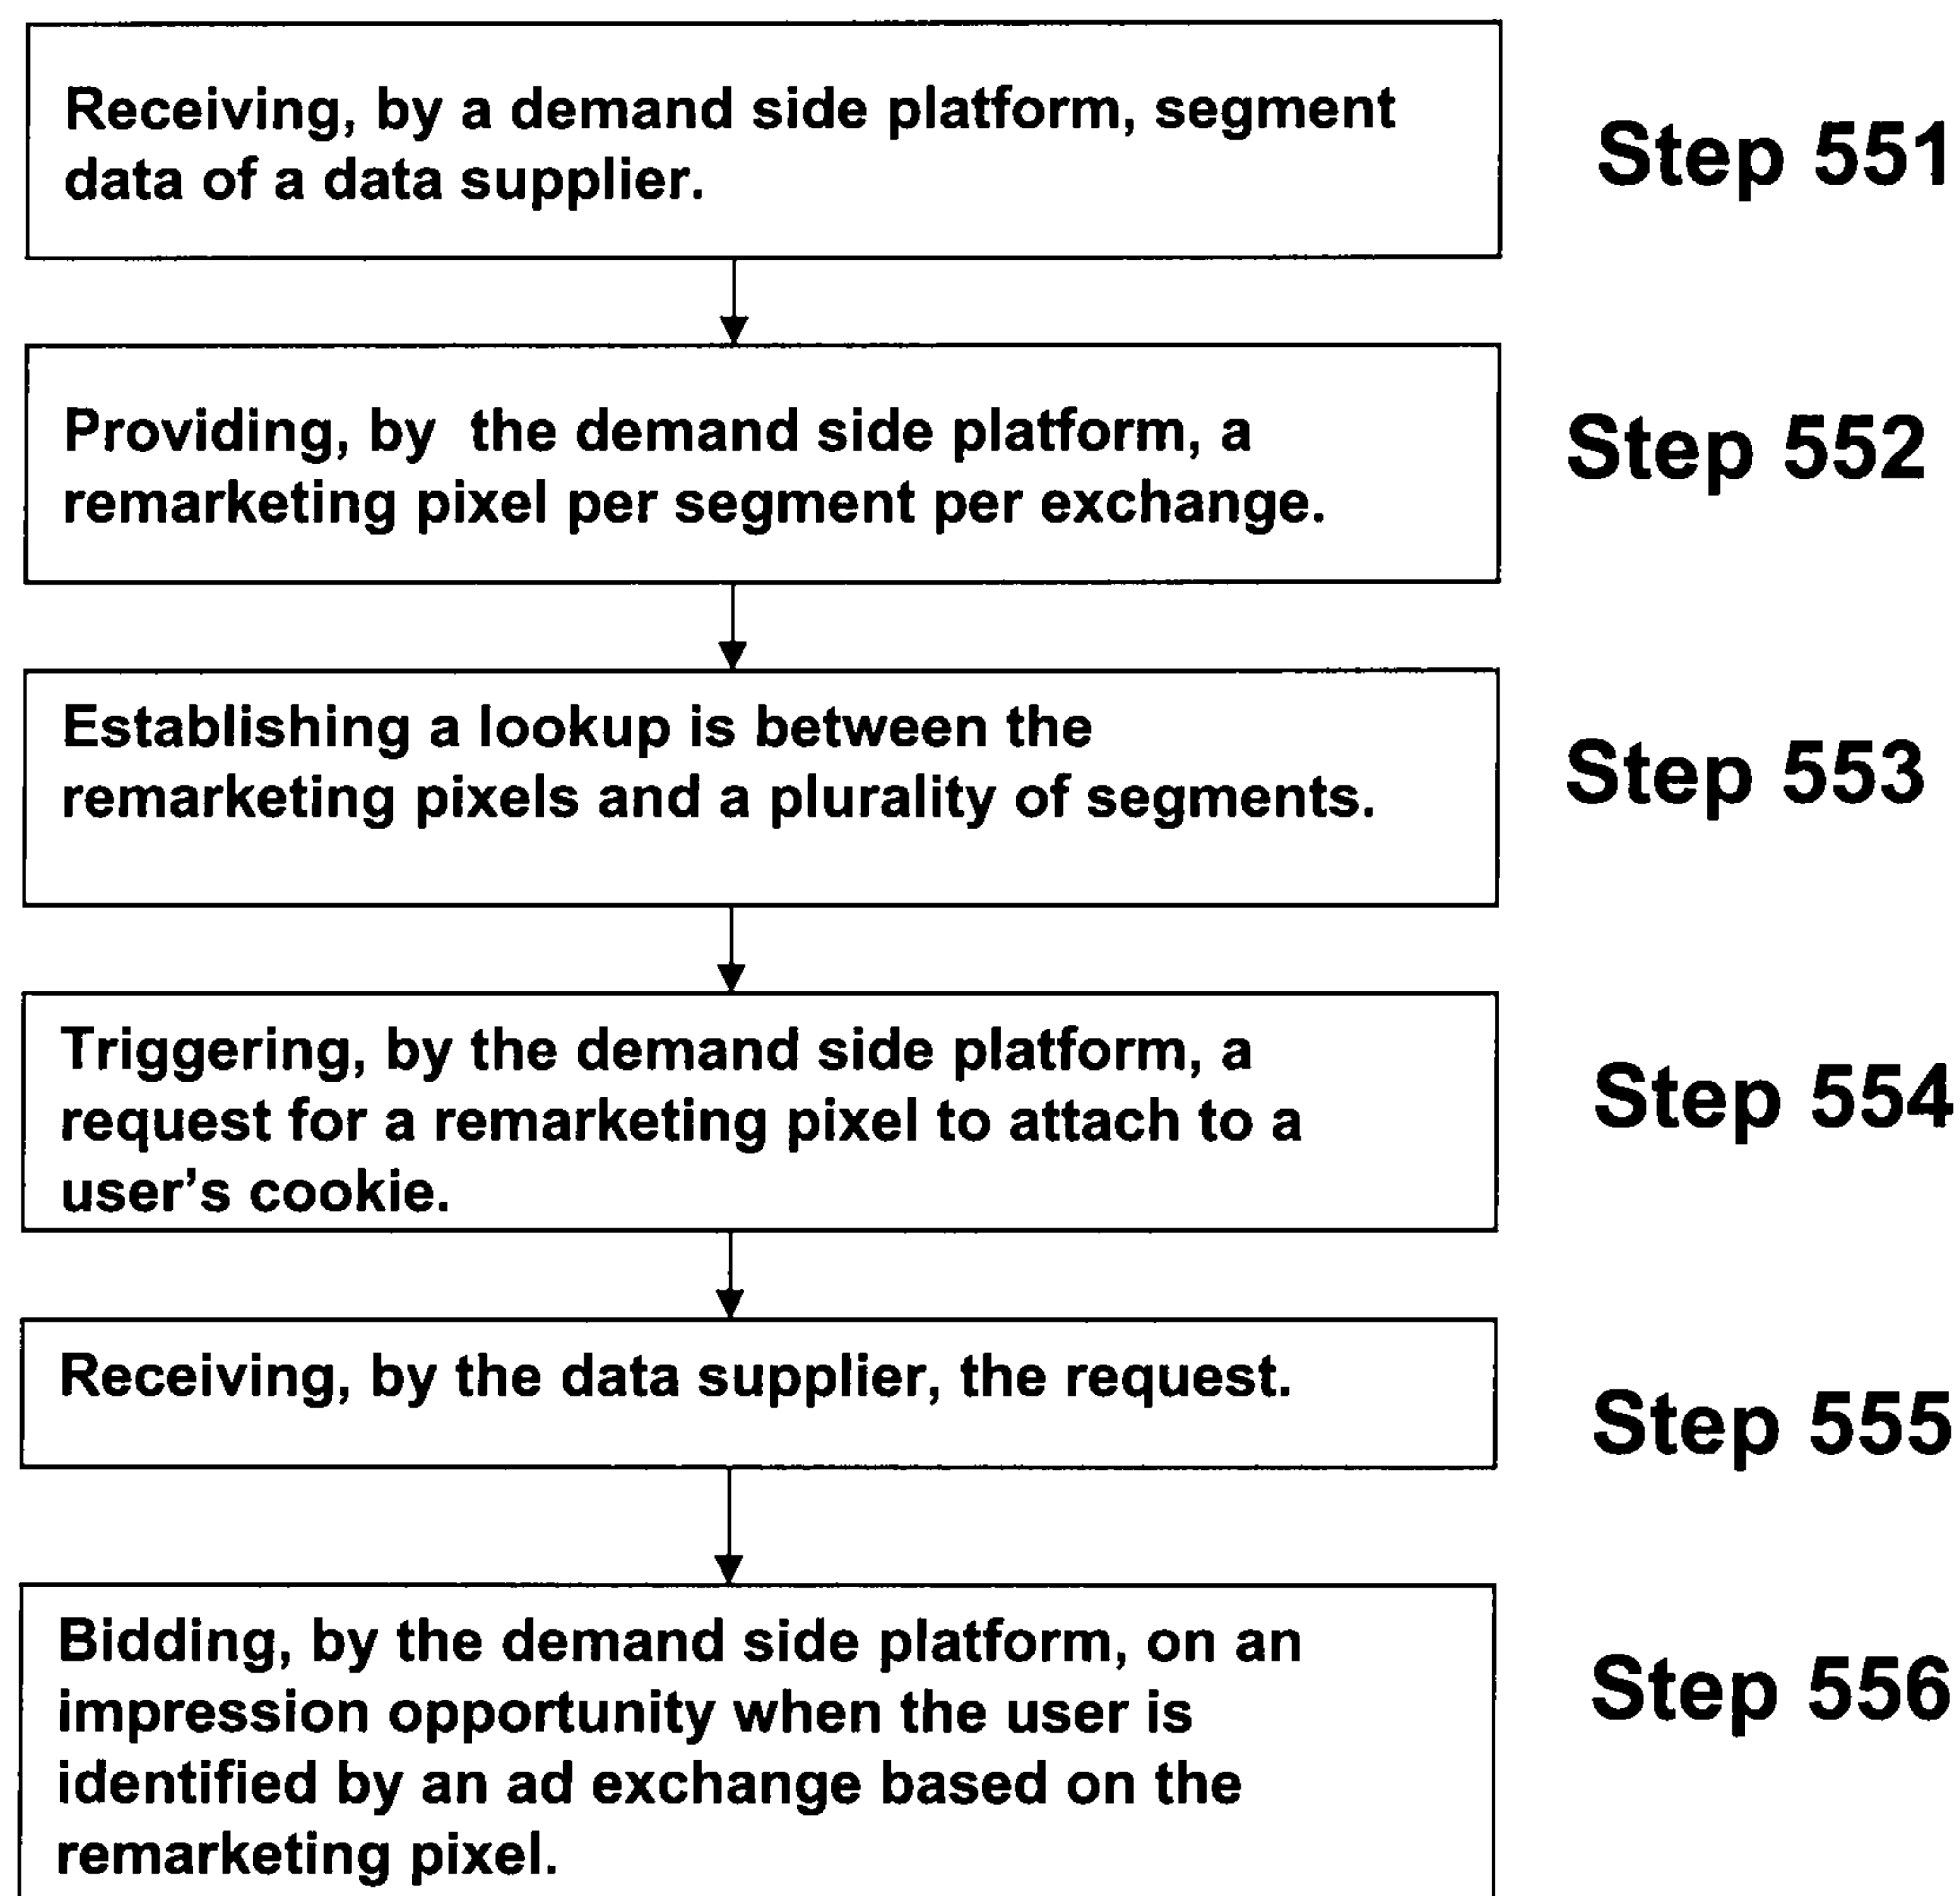 Receiving, by a demand side platform, segment
data of a data supplier.
Step 551
Providing, by the demand side platform, a
remarketing pixel per segment per exchange.
Step 552
Establishing a lookup is between the
remarketing pixels and a plurality of segments.
Step 553
Triggering, by the demand side platform, a
request for a remarketing pixel to attach to a
user's cookie.
Step 554
Receiving, by the data supplier, the request.
Step 555
Bidding, by the demand side platform, on an
impression opportunity when the user is
identified by an ad exchange based on the
remarketing pixel.
Step 556